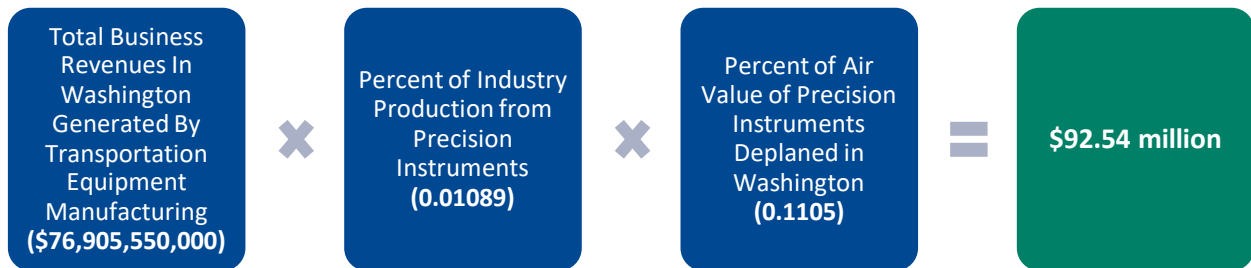 Total Business
Revenues In
Washington
Generated By
Transportation
Equipment
Manufacturing
($76,905,550,000)
Percent of Industry
Production from
Precision
Instruments
(0.01089)
Percent of Air
Value of Precision
Instruments
Deplaned in
Washington
(0.1105)
$92.54 million